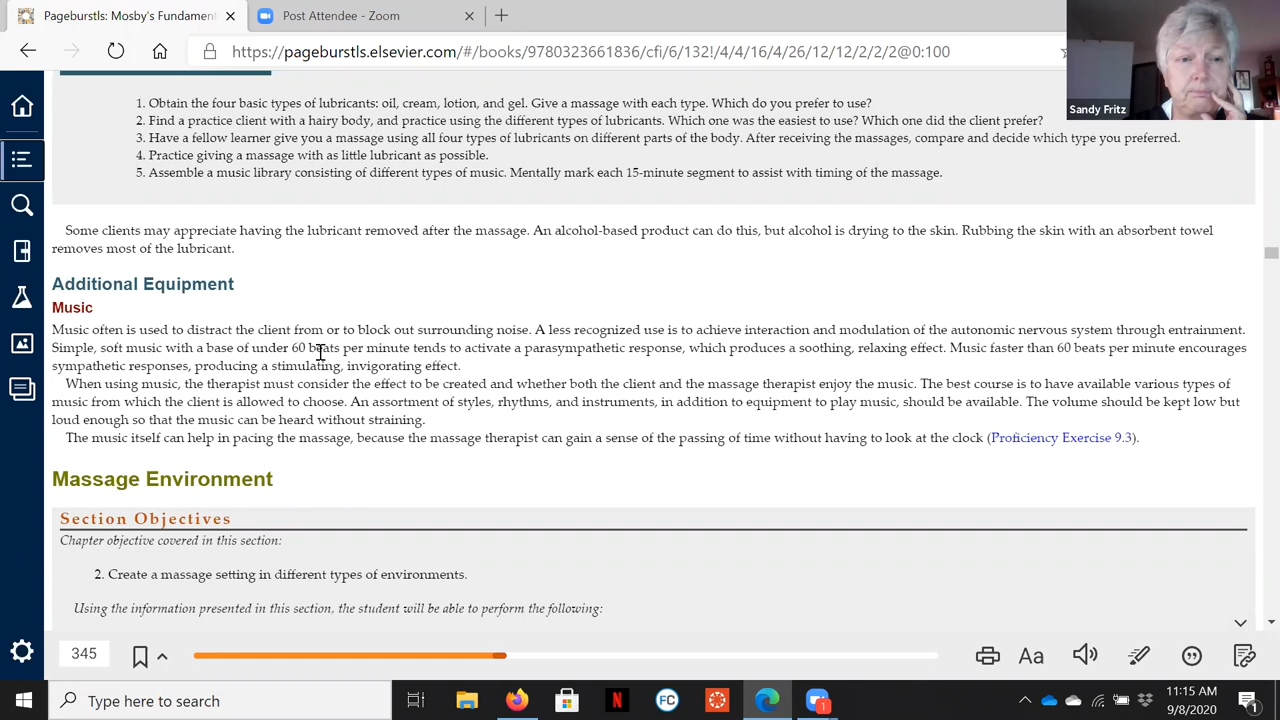 Pageburstls: Mosby's Fundament
Post Attendee - Zoom
https://pageburstls.elsevier.com/#/books/9780323661836/cfi/6/132!/4/4/16/4/26/12/12/2/2/2@0:100
Sandy Fritz
1. Obtain the four basic types of lubricants: oil, cream, lotion, and gel. Give a massage with each type. Which do you prefer to use?
2. Find a practice client with a hairy body, and practice using the different types of lubricants. Which one was the easiest to use? Which one did the client prefer?
3. Have a fellow learner give you a massage using all four types of lubricants on different parts of the body. After receiving the massages, compare and decide which type you preferred.
4. Practice giving a massage with as little lubricant as possible.
5. Assemble a music library consisting of different types of music. Mentally mark each 15-minute segment to assist with timing of the massage.
Some clients may appreciate having the lubricant removed after the massage. An alcohol-based product can do this, but alcohol is drying to the skin. Rubbing the skin with an absorbent towel
removes most of the lubricant.
Additional Equipment
Music
Music often is used to distract the client from or to block out surrounding noise. A less recognized use is to achieve interaction and modulation of the autonomic nervous system through entrainment.
Simple, soft music with a base of under 60 beats per minute tends to activate a parasympathetic response, which produces a soothing, relaxing effect. Music faster than 60 beats per minute encourages
sympathetic responses, producing a stimulating, invigorating effect.
When using music, the therapist must consider the effect to be created and whether both the client and the massage therapist enjoy the music. The best course is to have available various types of
music from which the client is allowed to choose. An assortment of styles, rhythms, and instruments, in addition to equipment to play music, should be available. The volume should be kept low but
loud enough so that the music can be heard without straining.
The music itself can help in pacing the massage, because the massage therapist can gain a sense of the passing of time without having to look at the clock (Proficiency Exercise 9.3).
Massage Environment
Section Objectives
Chapter objective covered in this section:
2. Create a massage setting in different types of environments.
Using the information presented in this section, the student will be able to perform the following:
345
Aa
Type here to search
N
FC
1
11:15 AM
9/8/2020
1